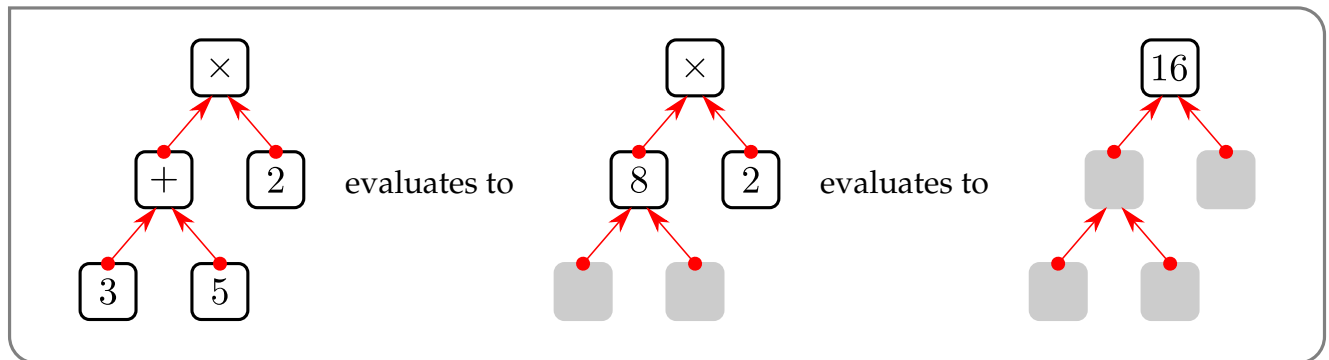 × × 16
+ 2 evaluates to 8 2 evaluates to
3 5